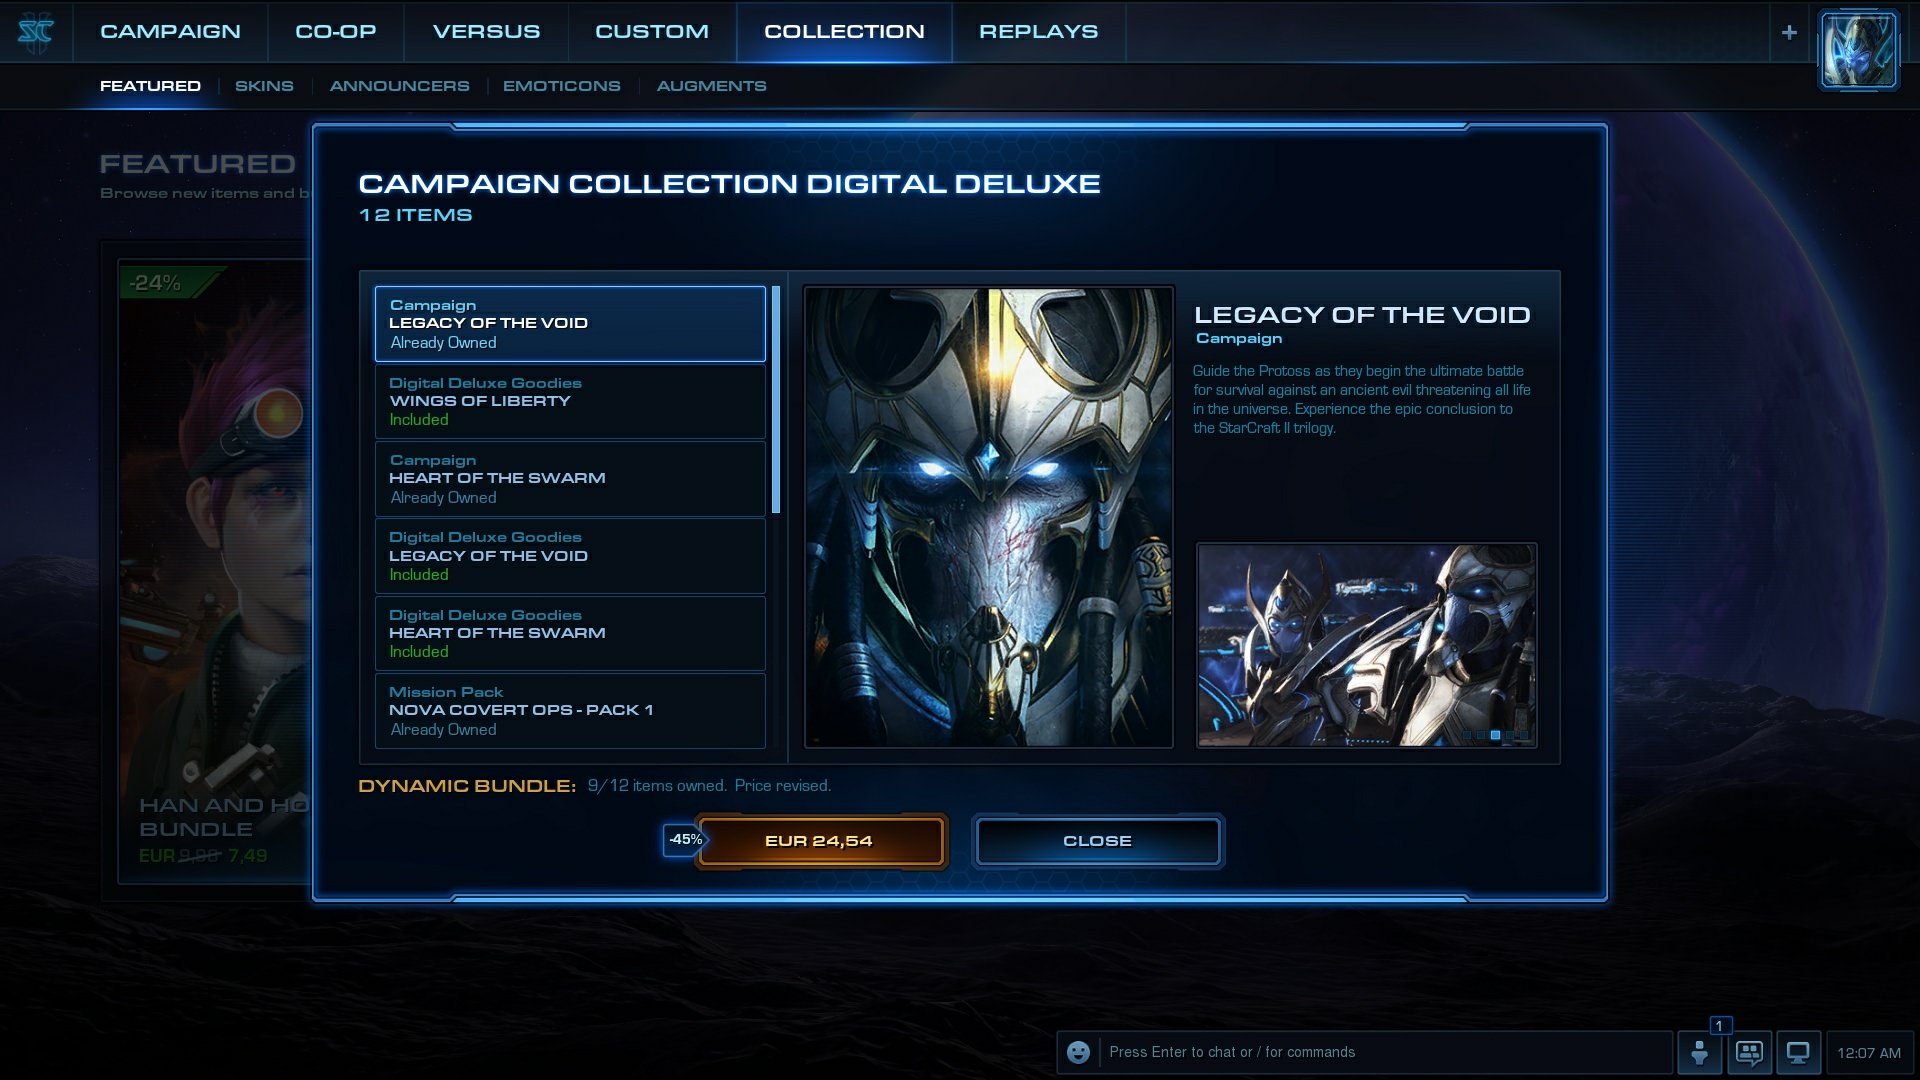 CAMPAIGN CO-OP VERSUS CUSTOM COLLECTION REPLAYS +
FEATURED SKINS ANNOUNCERS EMOTICONS AUGMENTS
FEATURED
Browse new items and b
-24%
HAN AND HO
BUNDLE
EUR 9,98 7,49
CAMPAIGN COLLECTION DIGITAL DELUXE
12 ITEMS
Campaign
LEGACY OF THE VOID
Already Owned
Digital Deluxe Goodies
WINGS OF LIBERTY
Included
Campaign
HEART OF THE SWARM
Already Owned
Digital Deluxe Goodies
LEGACY OF THE VOID
Included
Digital Deluxe Goodies
HEART OF THE SWARM
Included
Mission Pack
NOVA COVERT OPS - PACK 1
Already Owned
LEGACY OF THE VOID
Campaign
Guide the Protoss as they begin the ultimate battle
for survival against an ancient evil threatening all life
in the universe. Experience the epic conclusion to
the StarCraft II trilogy.
DYNAMIC BUNDLE: 9/12 items owned. Price revised.
-45% EUR 24,54 CLOSE
1
Press Enter to chat or / for commands
12:07 AM